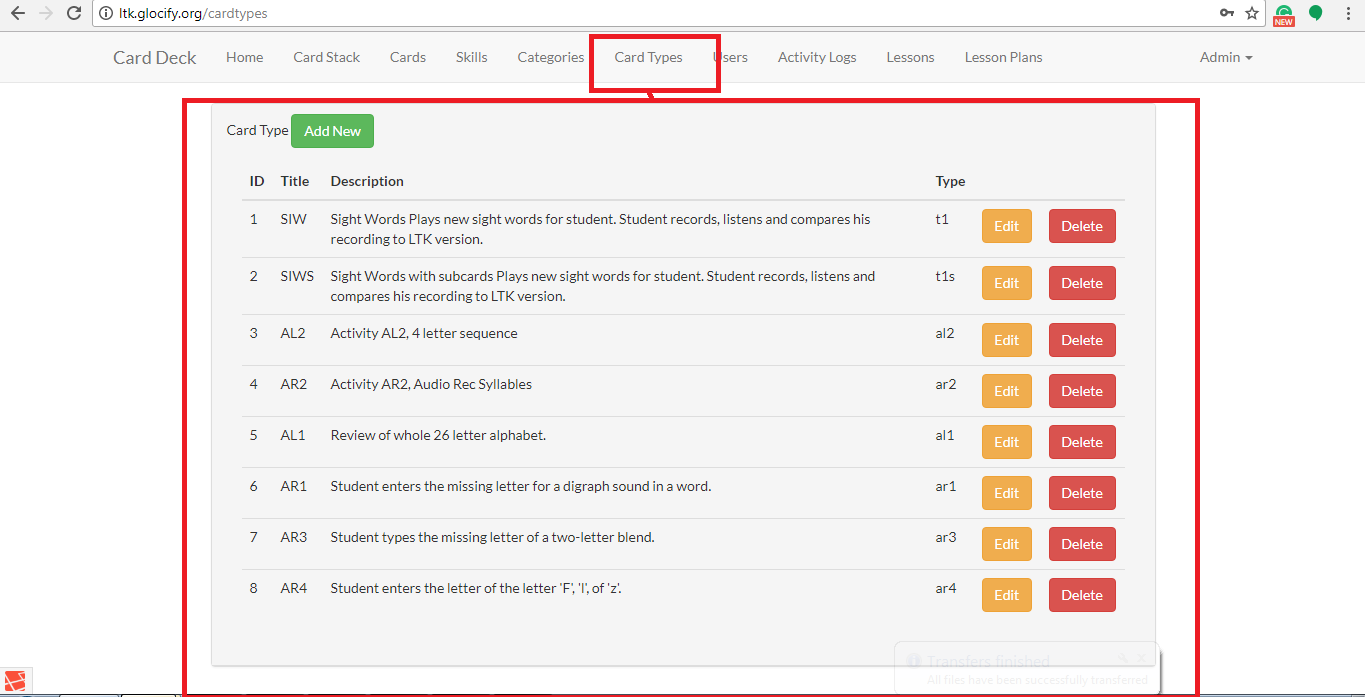 ltk.glocify.org/cardtypes
NEW
Card Deck Home Card Stack Cards Skills Categories Card Types Users Activity Logs Lessons Lesson Plans Admin
Card Type Add New
ID Title Description Type
1 SIW Sight Words Plays new sight words for student. Student records, listens and compares his t1 Edit Delete
recording to LTK version.
2 SIWS Sight Words with subcards Plays new sight words for student. Student records, listens and t1s Edit Delete
compares his recording to LTK version.
3 AL2 Activity AL2, 4 letter sequence al2 Edit Delete
4 AR2 Activity AR2, Audio Rec Syllables ar2 Edit Delete
5 AL1 Review of whole 26 letter alphabet. al1 Edit Delete
6 AR1 Student enters the missing letter for a digraph sound in a word. ar1 Edit Delete
7 AR3 Student types the missing letter of a two-letter blend. ar3 Edit Delete
8 AR4 Student enters the letter of the letter 'F', 'l', of 'z'. ar4 Edit Delete
Transfers finished
All files have been successfully transferred